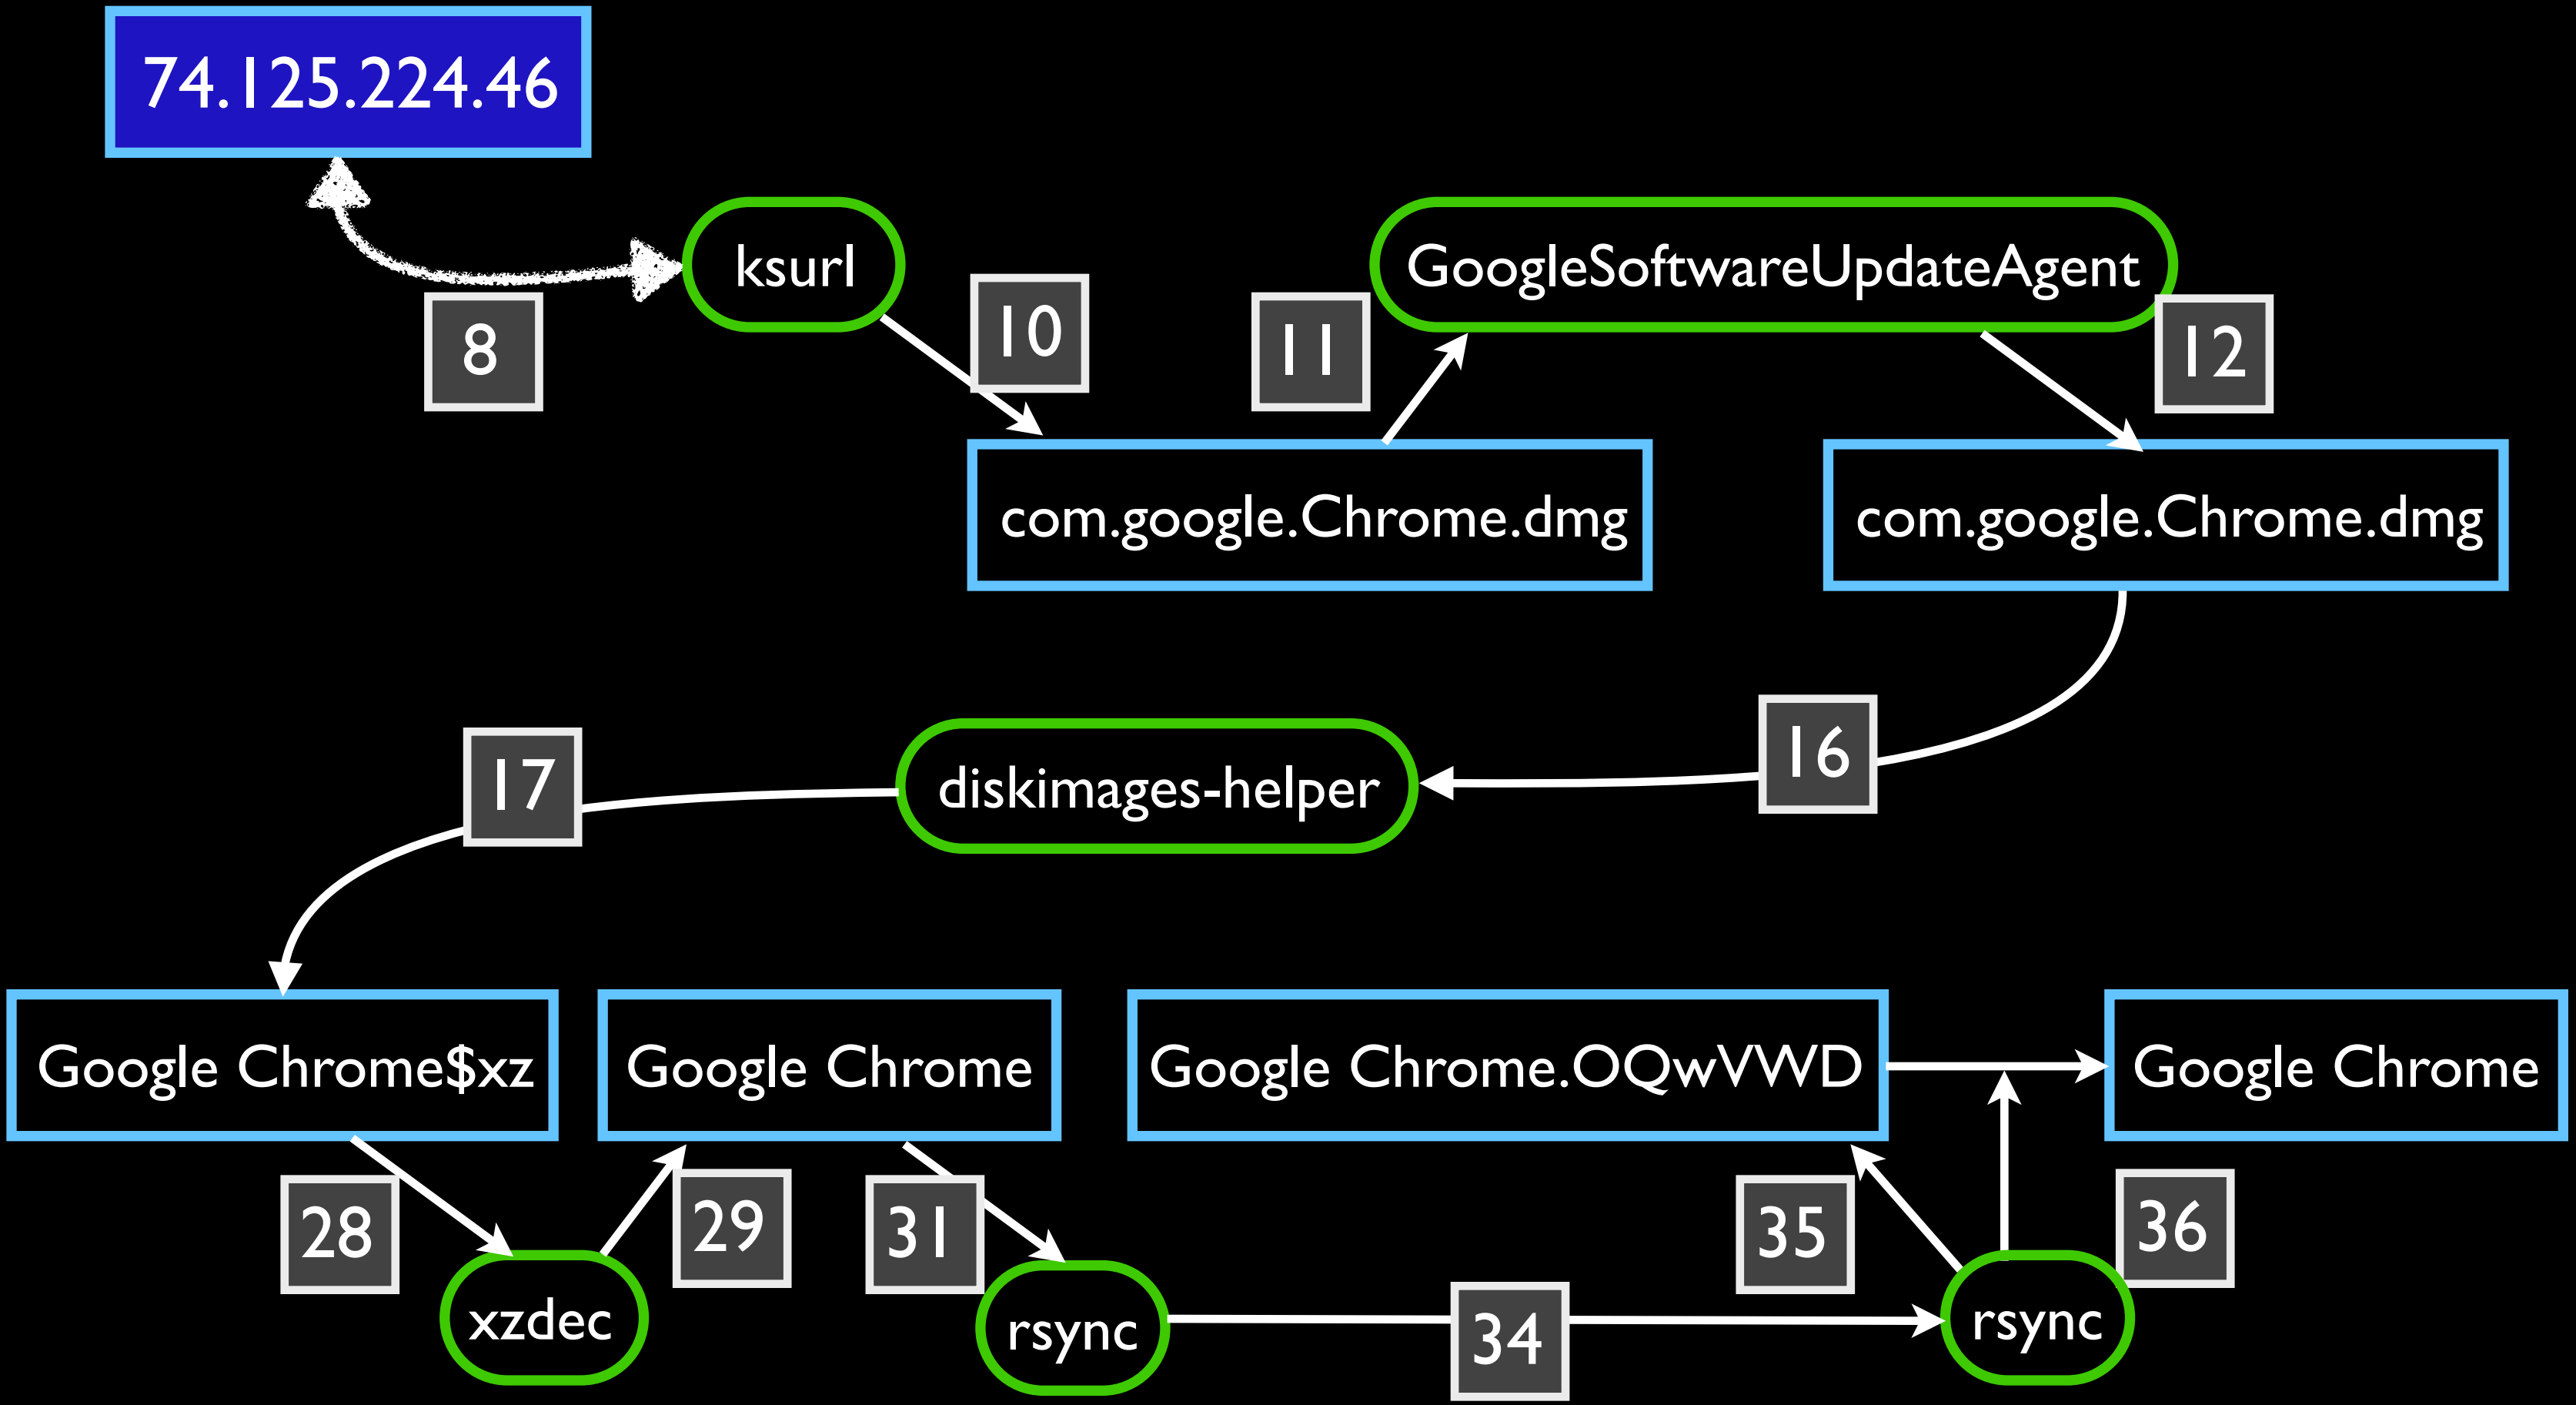 74.125.224.46
ksurl
GoogleSoftwareUpdateAgent
8
10
11
12
com.google.Chrome.dmg
com.google.Chrome.dmg
16
17
diskimages-helper
Google Chrome$xz
Google Chrome
Google Chrome.OQwVWD
Google Chrome
28
29
31
35
36
xzdec
rsync
34
rsync